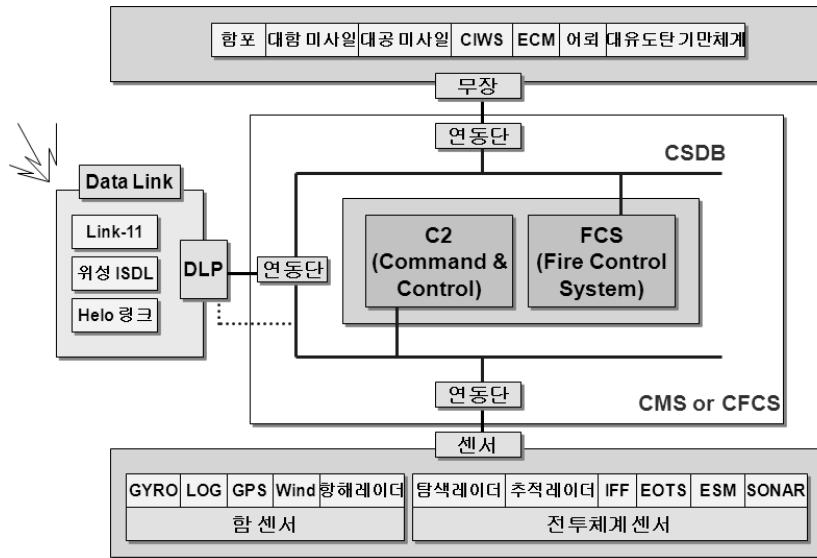 함포 대함 미사일 대공 미사일 CIWS ECM 어뢰 대유도탄 기만체계
무장
연동단
CSDB
Data Link
Link-11
위성 ISDL
Helo 링크
DLP
연동단
C2
(Command &
Control)
FCS
(Fire Control
System)
연동단
CMS or CFCS
센서
GYRO LOG GPS Wind 항해레이더
함 센서
탐색레이더 추적레이더 IFF EOTS ESM SONAR
전투체계 센서